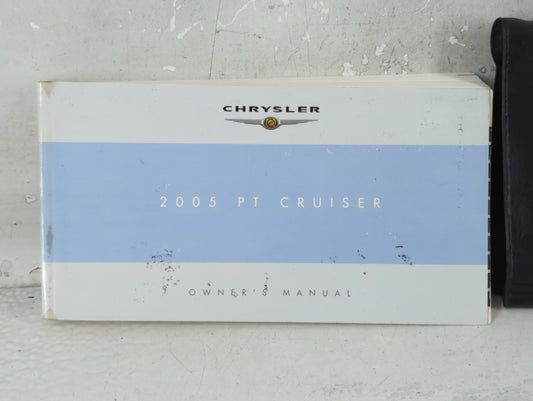 CHRYSLER
2005 PT CRUISER
OWNER'S MANUAL